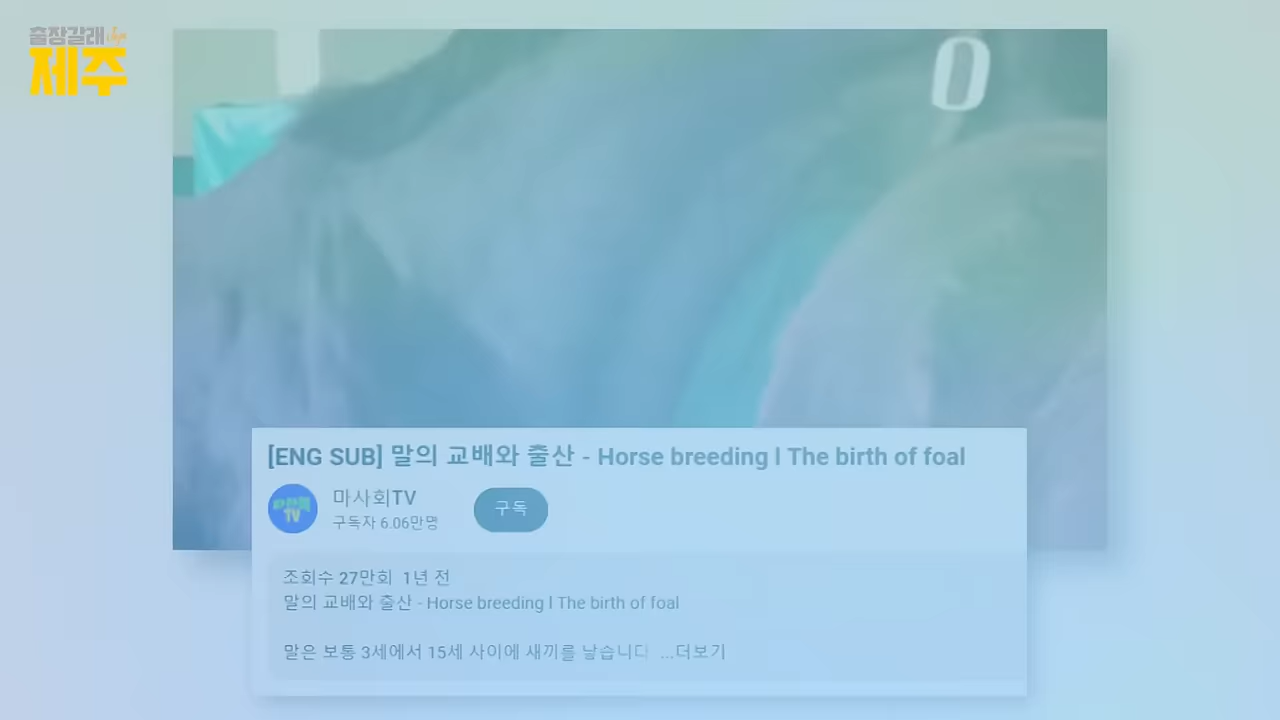 출장갈래
제주
[ENG SUB] 말의 교배와 출산 - Horse breeding l The birth of foal
TV
마사회TV
구독자 6.06만명
구독
조회수 27만회 1년 전
말의 교배와 출산 - Horse breeding l The birth of foal
말은 보통 3세에서 15세 사이에 새끼를 낳습니다 ...더보기